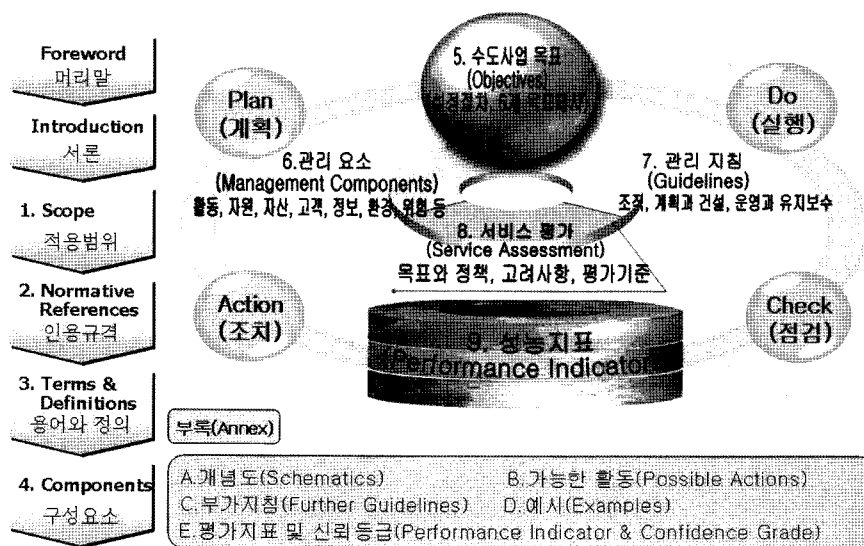 Foreword
머리말
Introduction
서론
1. Scope
적용범위
2. Normative
References
인용규격
3. Terms &
Definitions
용어와 정의
4. Components
구성요소
Plan
(계획)
Do
(실행)
Action
(조치)
Check
(점검)
5. 수도사업 목표
(Objectives)
6.관리 요소
(Management Components)
활동, 자원, 자산, 고객, 정보, 환경, 위험 등
7. 관리 지침
(Guidelines)
조직, 계획과 건설, 운영과 유지보수
8. 서비스 평가
(Service Assessment)
목표와 정책, 고려사항, 평가기준
9. 성능지표
Performance Indicator
부록(Annex)
A.개념도(Schematics) B.가능한 활동(Possible Actions)
C.부가지침(Further Guidelines) D.예시(Examples)
E.평가지표 및 신뢰등급(Performance Indicator & Confidence Grade)